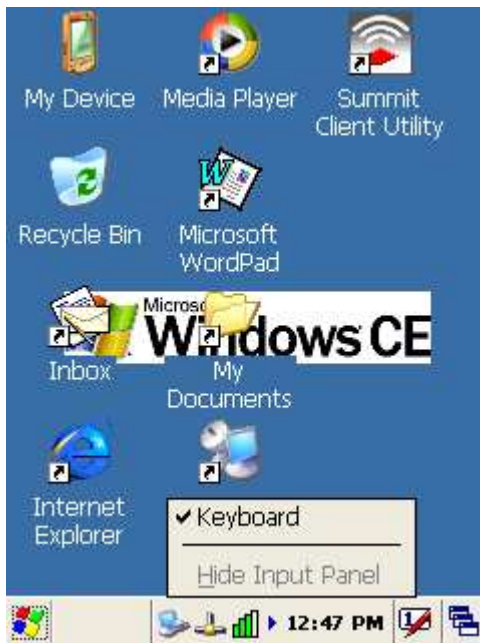 My Device
Media Player
Summit
Client Utility
Recycle Bin
Microsoft
WordPad
Microsoft
Windows CE
Inbox
My
Documents
Internet
Explorer
Keyboard
Hide Input Panel
12:47 PM